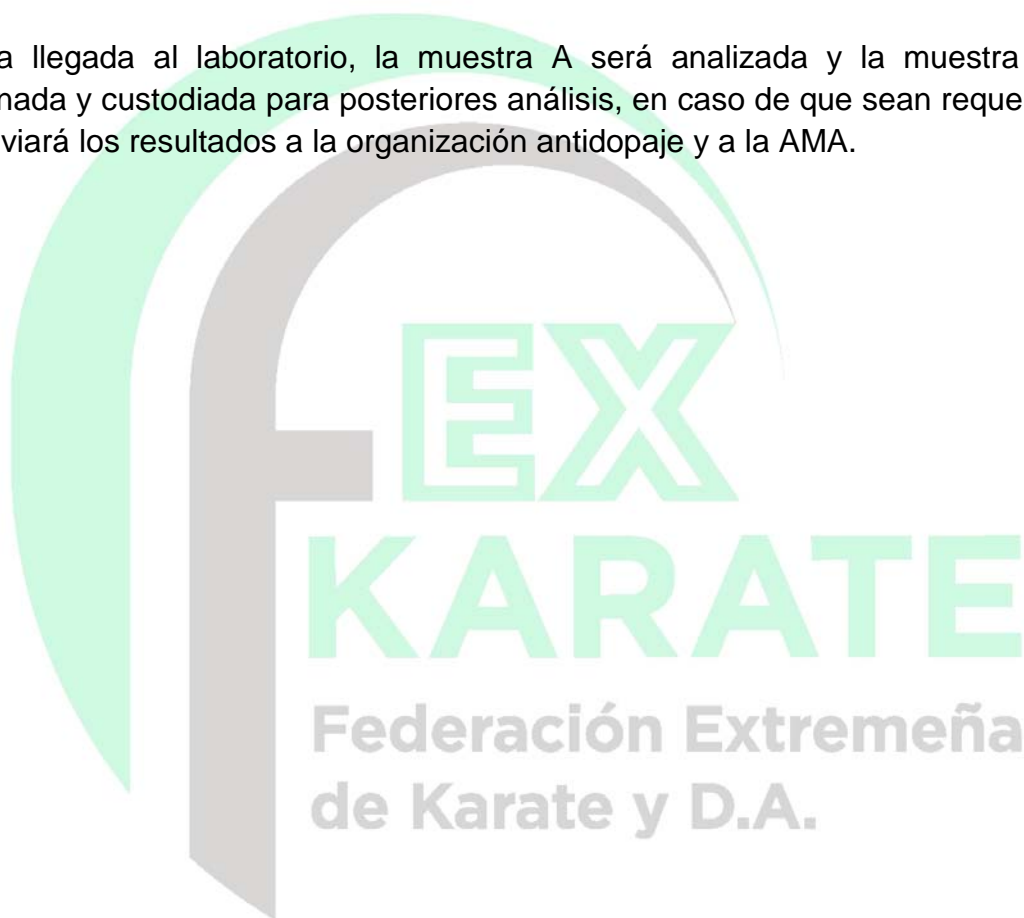 a llegada al laboratorio, la muestra A será analizada y la muestra
nada y custodiada para posteriores análisis, en caso de que sean reque
viará los resultados a la organización antidopaje y a la AMA.
EX
KARATE
Federación Extremeña
de Karate y D.A.